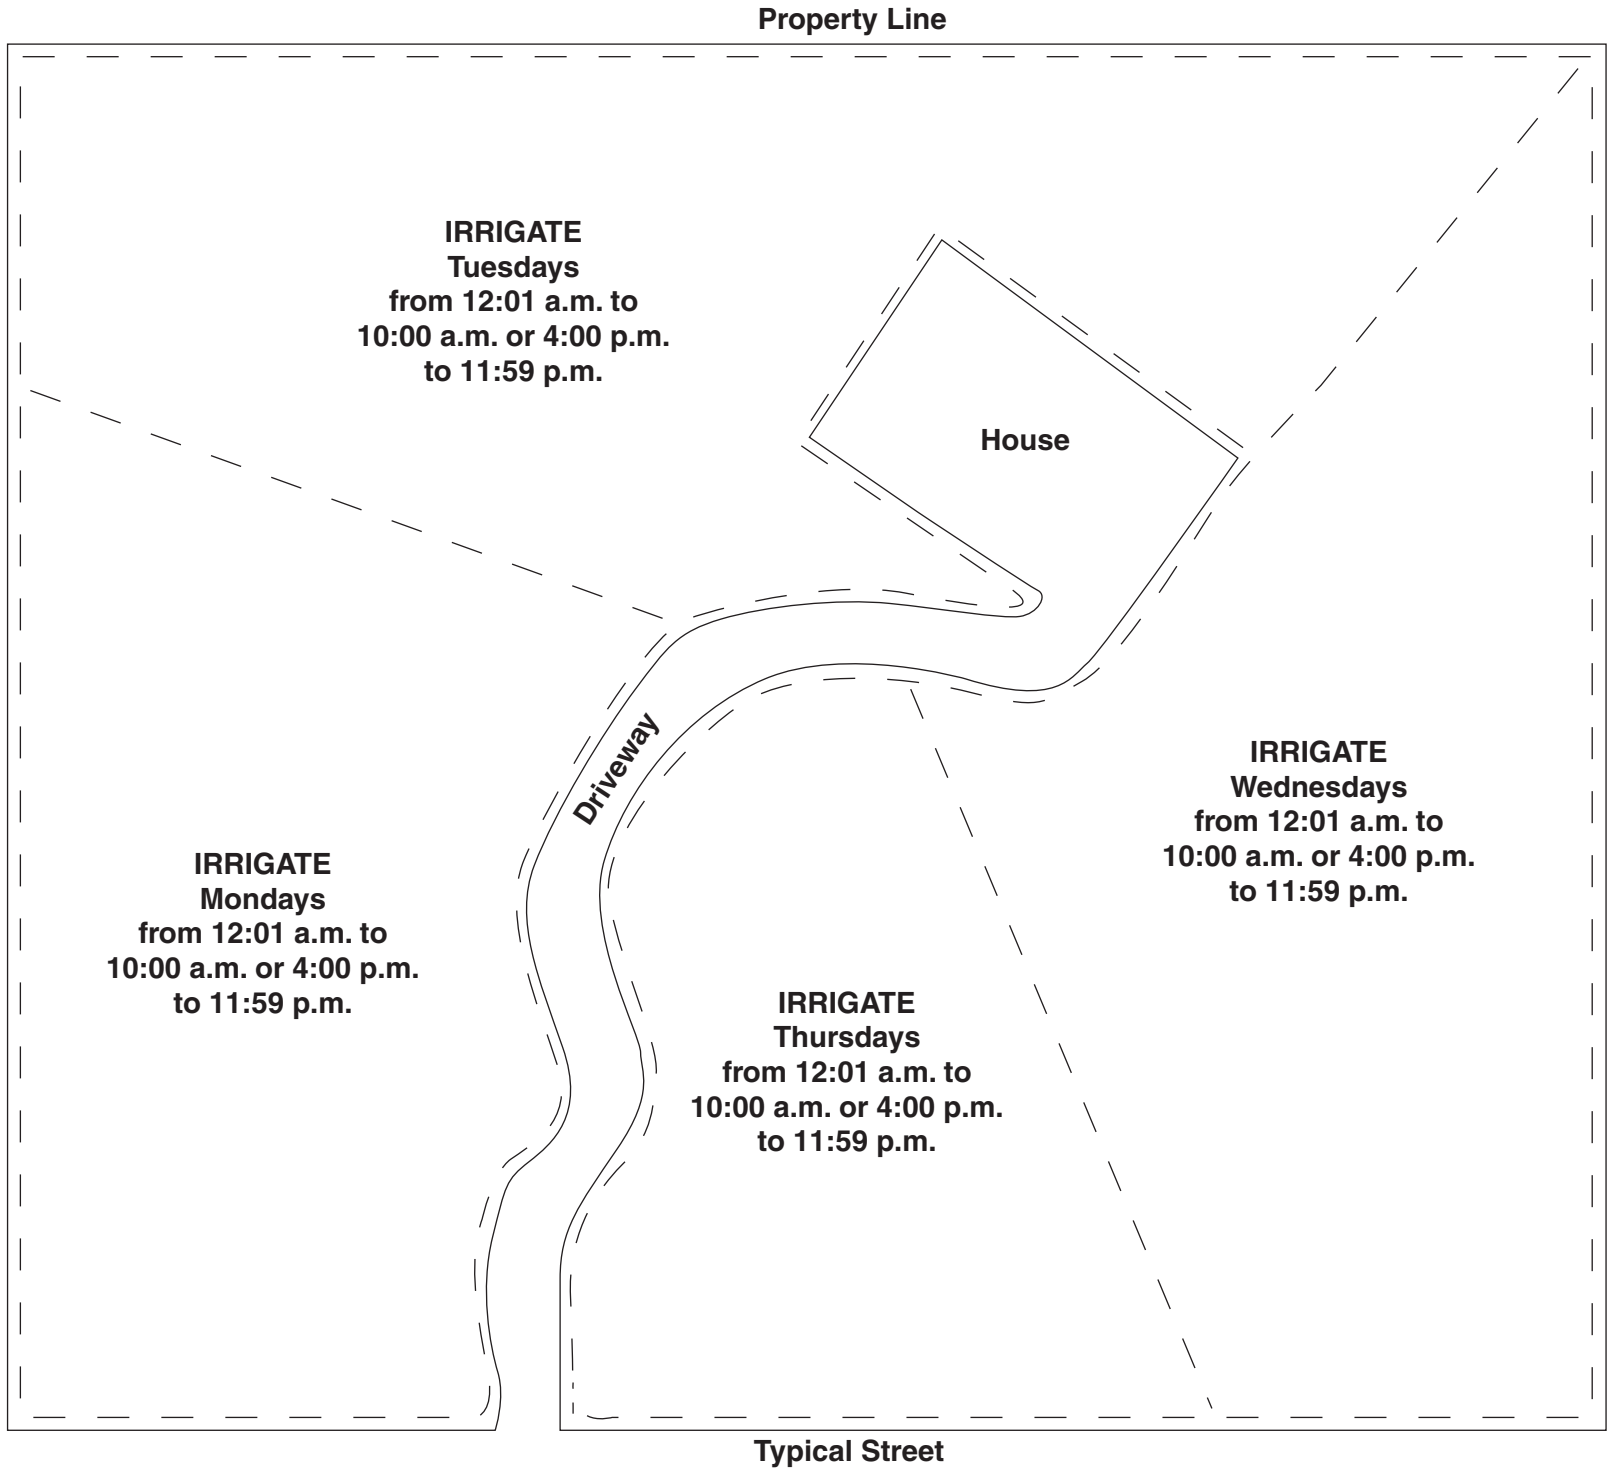 Property Line
IRRIGATE
Tuesdays
from 12:01 a.m. to
10:00 a.m. or 4:00 p.m.
to 11:59 p.m.
House
Driveway
IRRIGATE
Wednesdays
from 12:01 a.m. to
10:00 a.m. or 4:00 p.m.
to 11:59 p.m.
IRRIGATE
Mondays
from 12:01 a.m. to
10:00 a.m. or 4:00 p.m.
to 11:59 p.m.
IRRIGATE
Thursdays
from 12:01 a.m. to
10:00 a.m. or 4:00 p.m.
to 11:59 p.m.
Typical Street